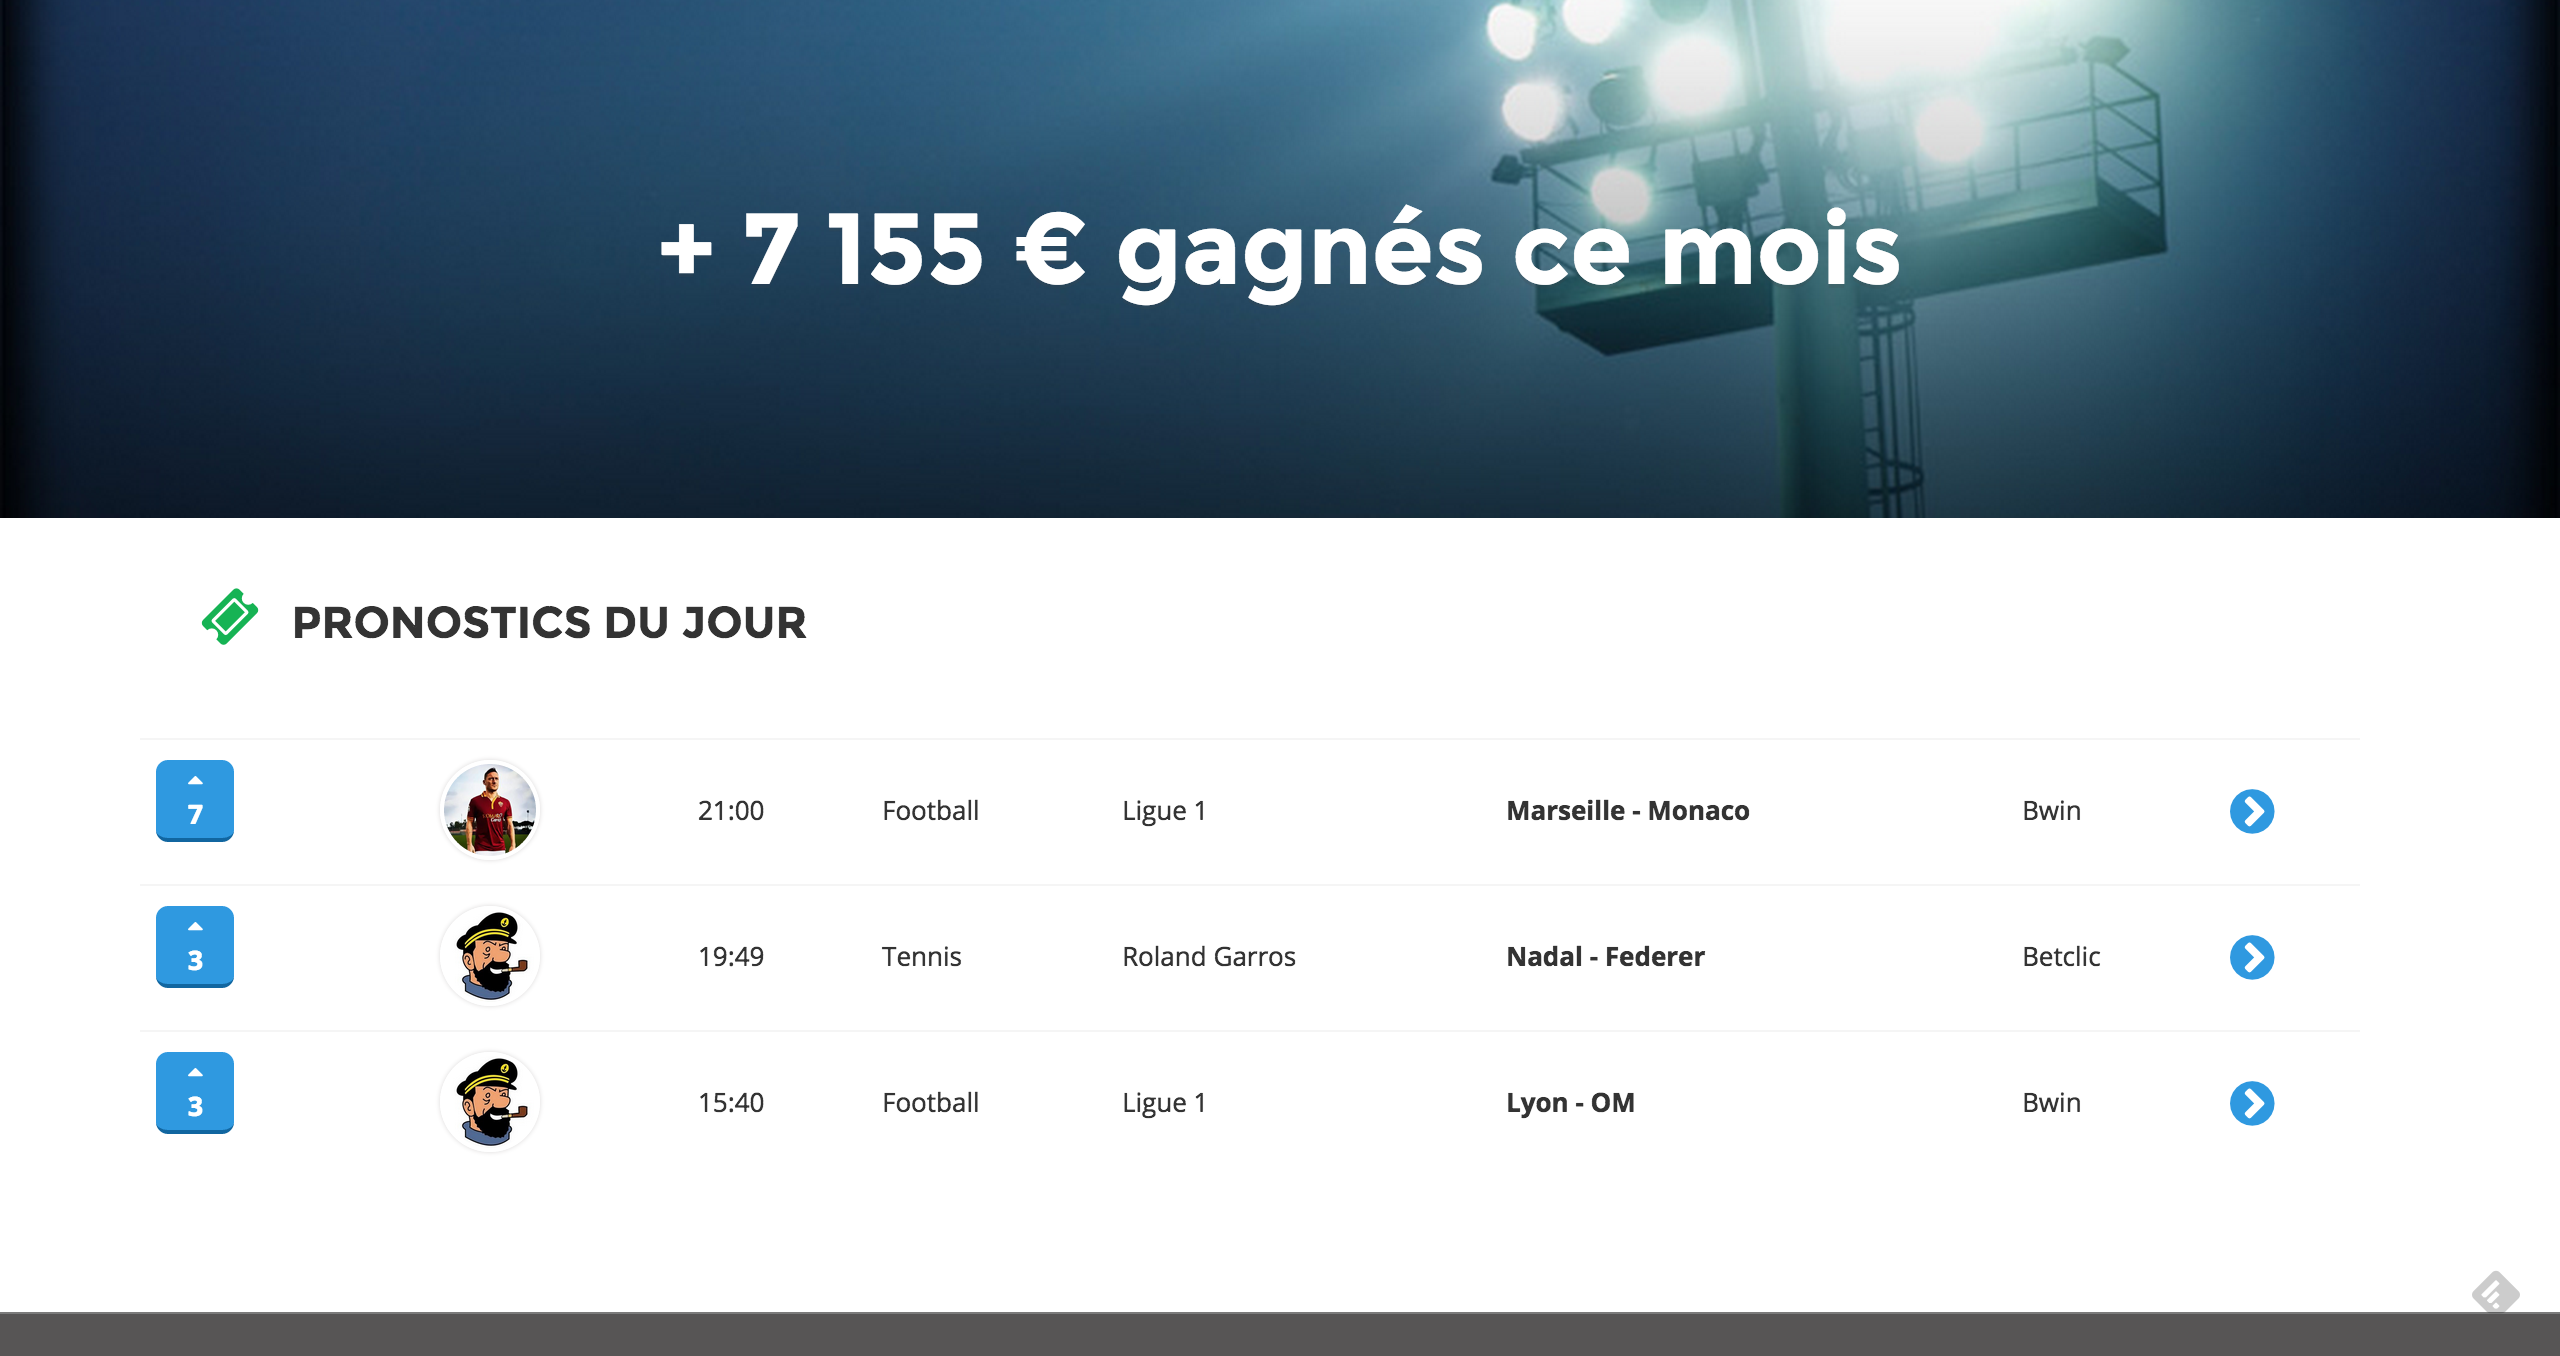 + 7 155 € gagnés ce mois
PRONOSTICS DU JOUR
7 21:00 Football Ligue 1 Marseille - Monaco Bwin
3 19:49 Tennis Roland Garros Nadal - Federer Betclic
3 15:40 Football Ligue 1 Lyon - OM Bwin